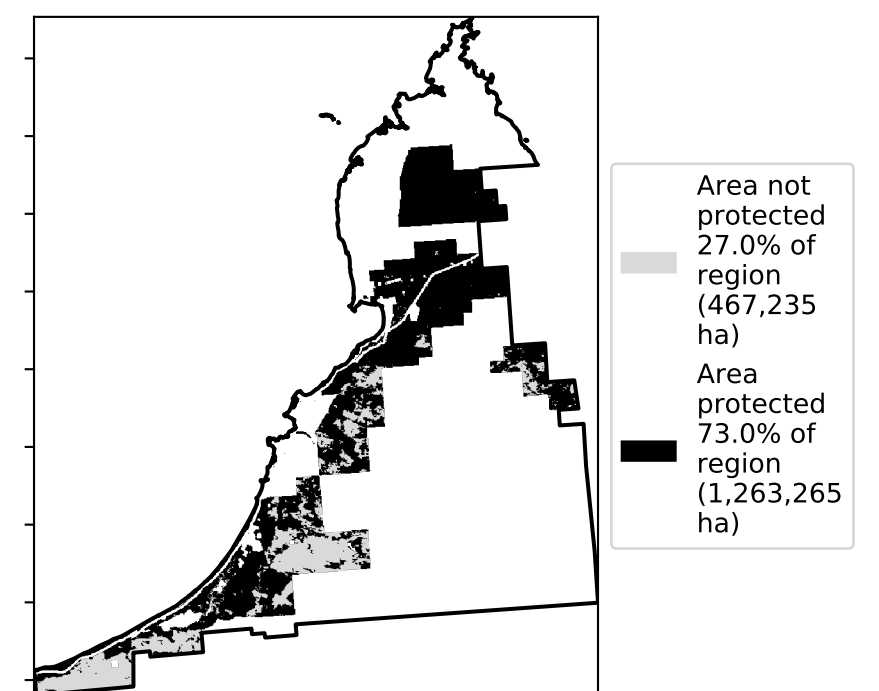 Area not
protected
27.0% of
region
(467,235
ha)
Area
protected
73.0% of
region
(1,263,265
ha)